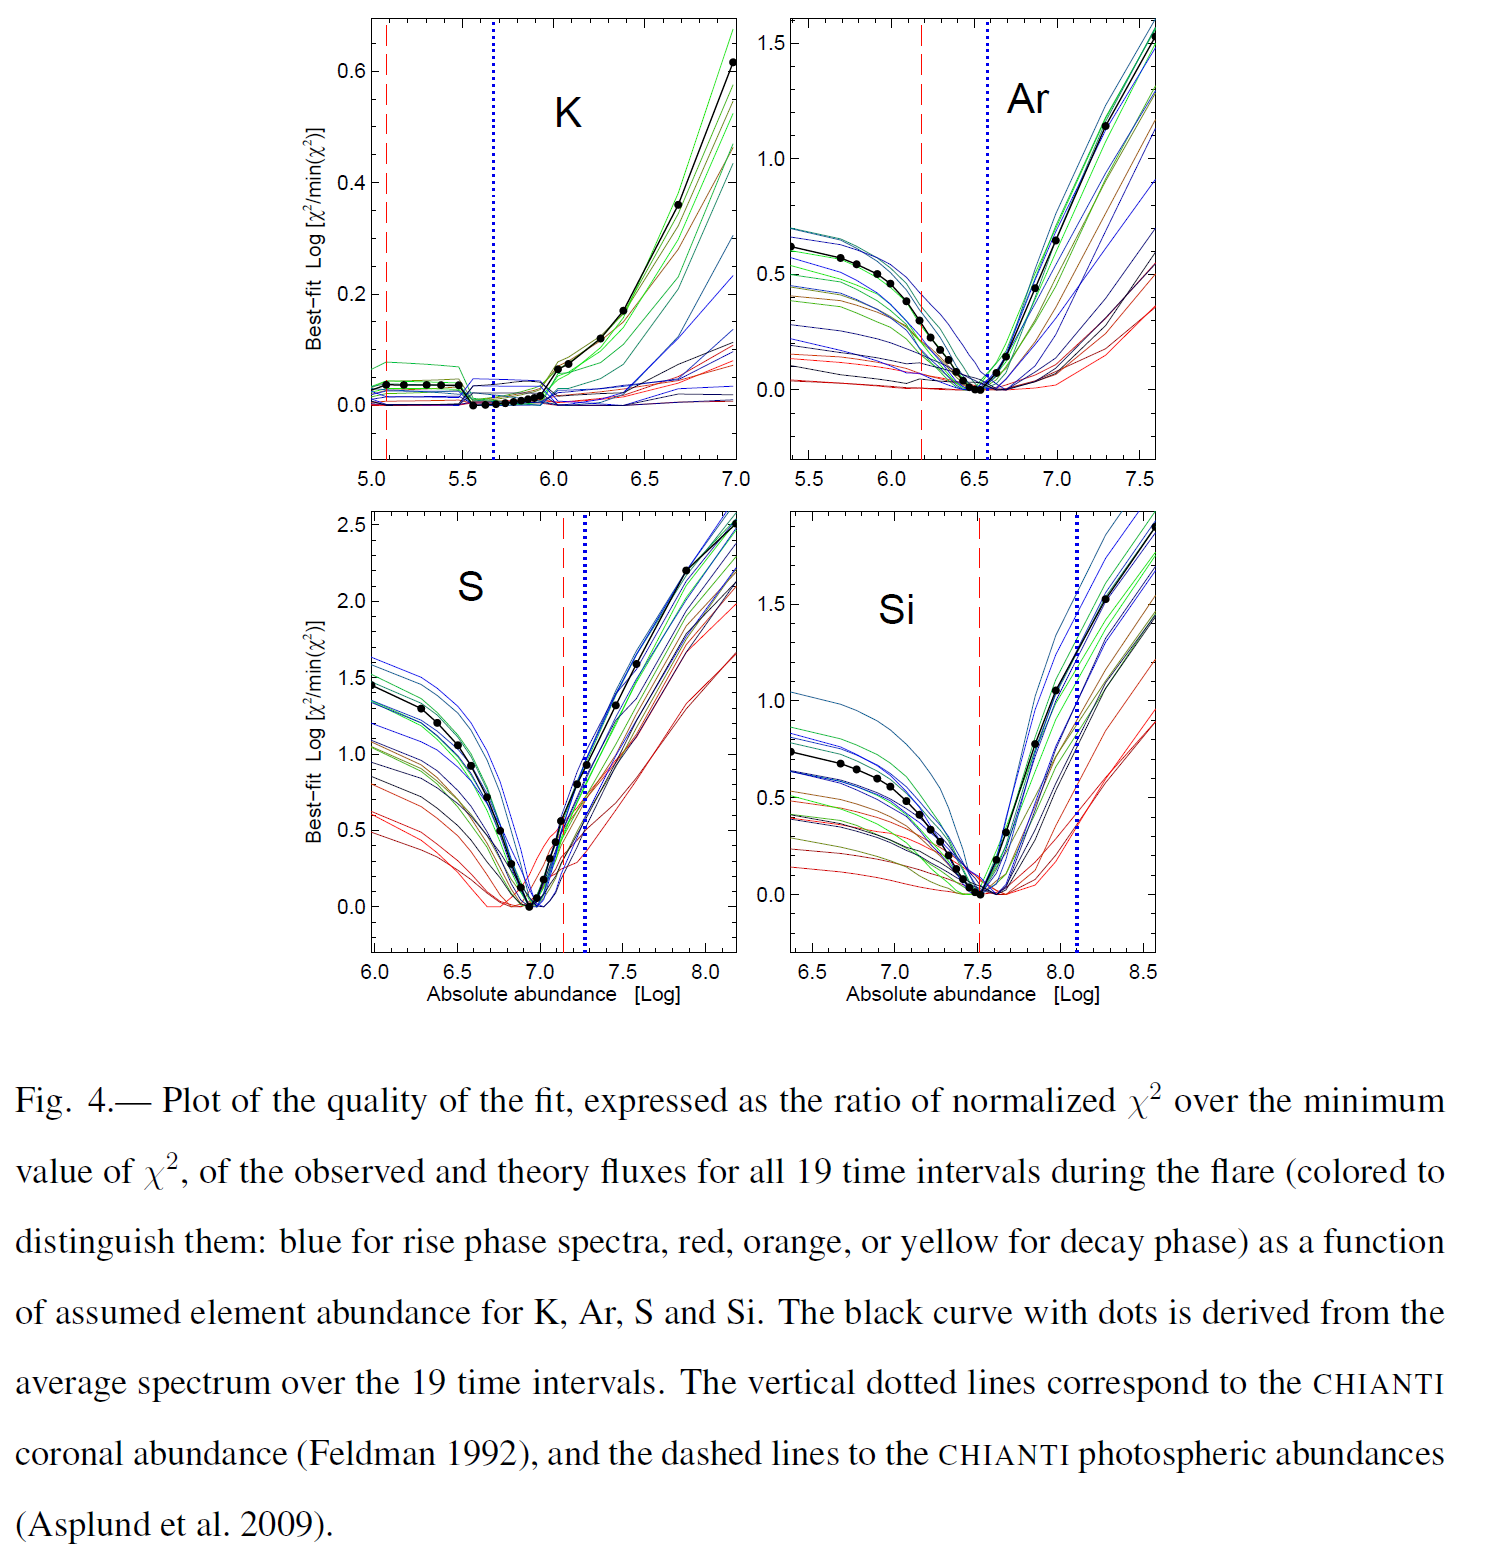 K
Ar
0.6
0.4
0.2
0.0
Best−fit Log [χ²/min(χ²)]
5.0 5.5 6.0 6.5 7.0
1.5
1.0
0.5
0.0
5.5 6.0 6.5 7.0 7.5
S
Si
2.5
2.0
1.5
1.0
0.5
0.0
Best−fit Log [χ²/min(χ²)]
6.0 6.5 7.0 7.5 8.0
Absolute abundance [Log]
1.5
1.0
0.5
0.0
6.5 7.0 7.5 8.0 8.5
Absolute abundance [Log]
Fig. 4.— Plot of the quality of the fit, expressed as the ratio of normalized χ² over the minimum
value of χ², of the observed and theory fluxes for all 19 time intervals during the flare (colored to
distinguish them: blue for rise phase spectra, red, orange, or yellow for decay phase) as a function
of assumed element abundance for K, Ar, S and Si. The black curve with dots is derived from the
average spectrum over the 19 time intervals. The vertical dotted lines correspond to the CHIANTI
coronal abundance (Feldman 1992), and the dashed lines to the CHIANTI photospheric abundances
(Asplund et al. 2009).